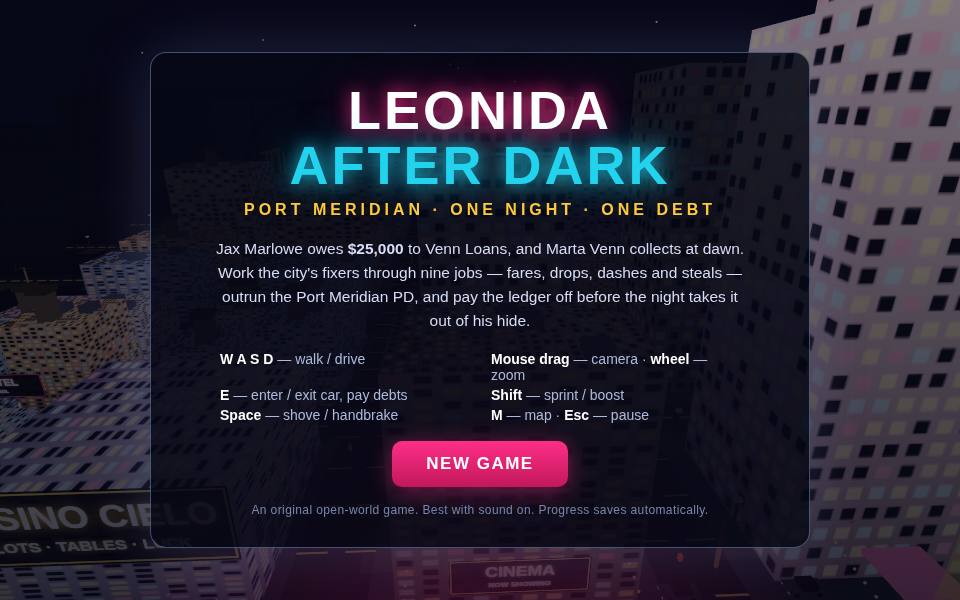 LEONIDA
AFTER DARK
PORT MERIDIAN · ONE NIGHT · ONE DEBT
Jax Marlowe owes $25,000 to Venn Loans, and Marta Venn collects at dawn.
Work the city's fixers through nine jobs — fares, drops, dashes and steals —
outrun the Port Meridian PD, and pay the ledger off before the night takes it
out of his hide.
W A S D — walk / drive
Mouse drag — camera · wheel —
zoom
E — enter / exit car, pay debts
Shift — sprint / boost
Space — shove / handbrake
M — map · Esc — pause
NEW GAME
An original open-world game. Best with sound on. Progress saves automatically.
SINO CIELO
LOTS · TABLES · LUCK
CINEMA
NOW SHOWING